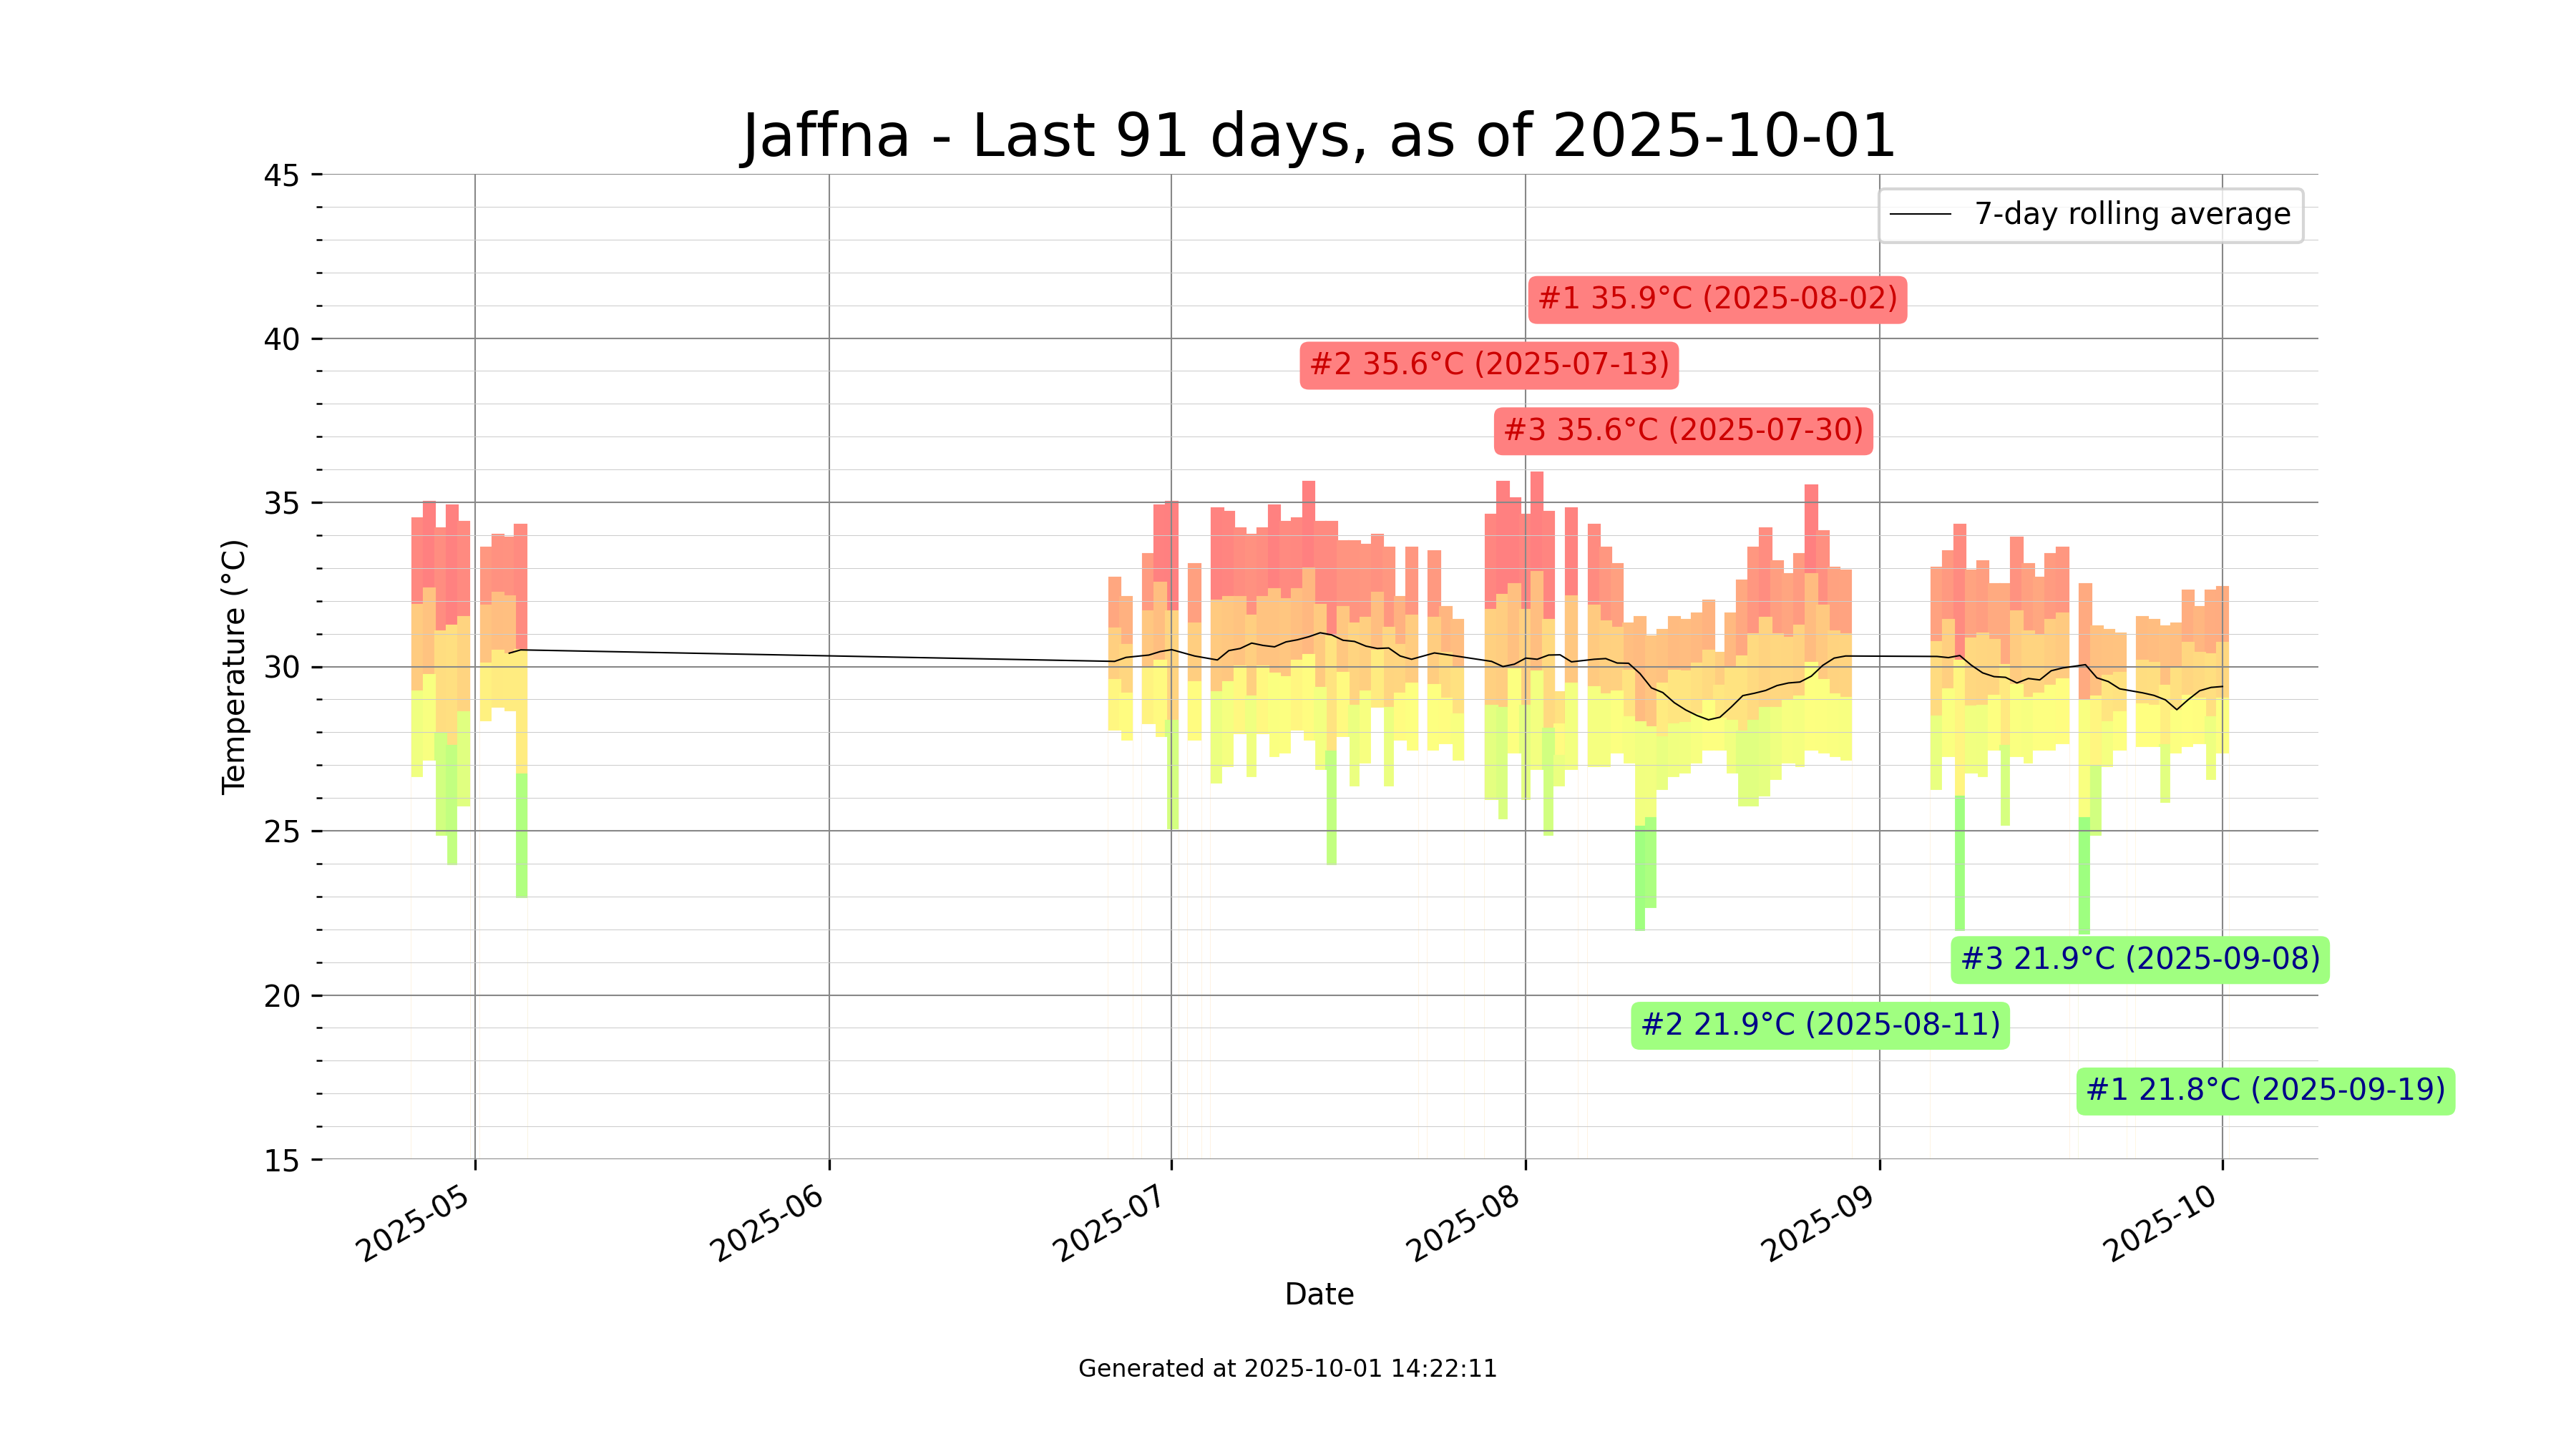 Jaffna - Last 91 days, as of 2025-10-01
45
40
35
30
25
20
15
Temperature (°C)
7-day rolling average
#1 35.9°C (2025-08-02)
#2 35.6°C (2025-07-13)
#3 35.6°C (2025-07-30)
#3 21.9°C (2025-09-08)
#2 21.9°C (2025-08-11)
#1 21.8°C (2025-09-19)
2025-05
2025-06
2025-07
2025-08
2025-09
2025-10
Date
Generated at 2025-10-01 14:22:11